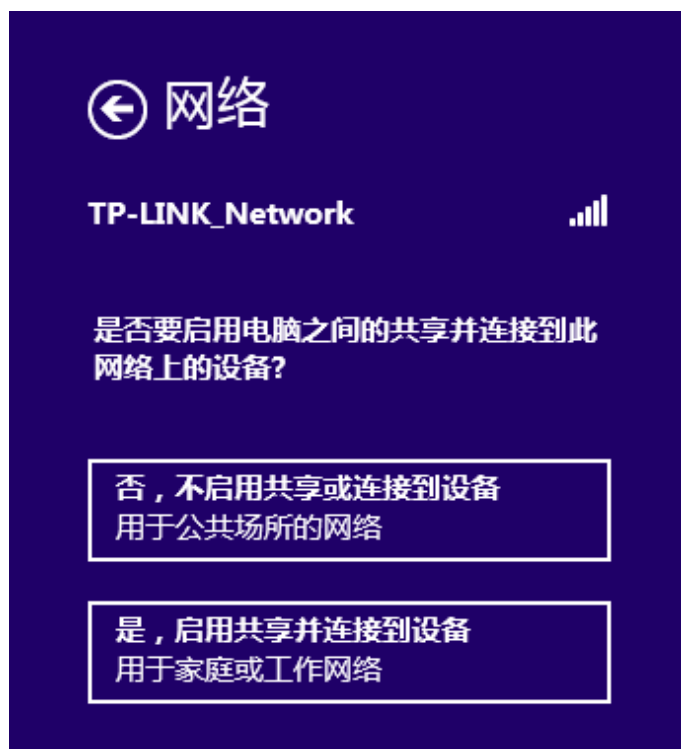 网络
TP-LINK_Network
是否要启用电脑之间的共享并连接到此
网络上的设备?
否，不启用共享或连接到设备
用于公共场所的网络
是，启用共享并连接到设备
用于家庭或工作网络